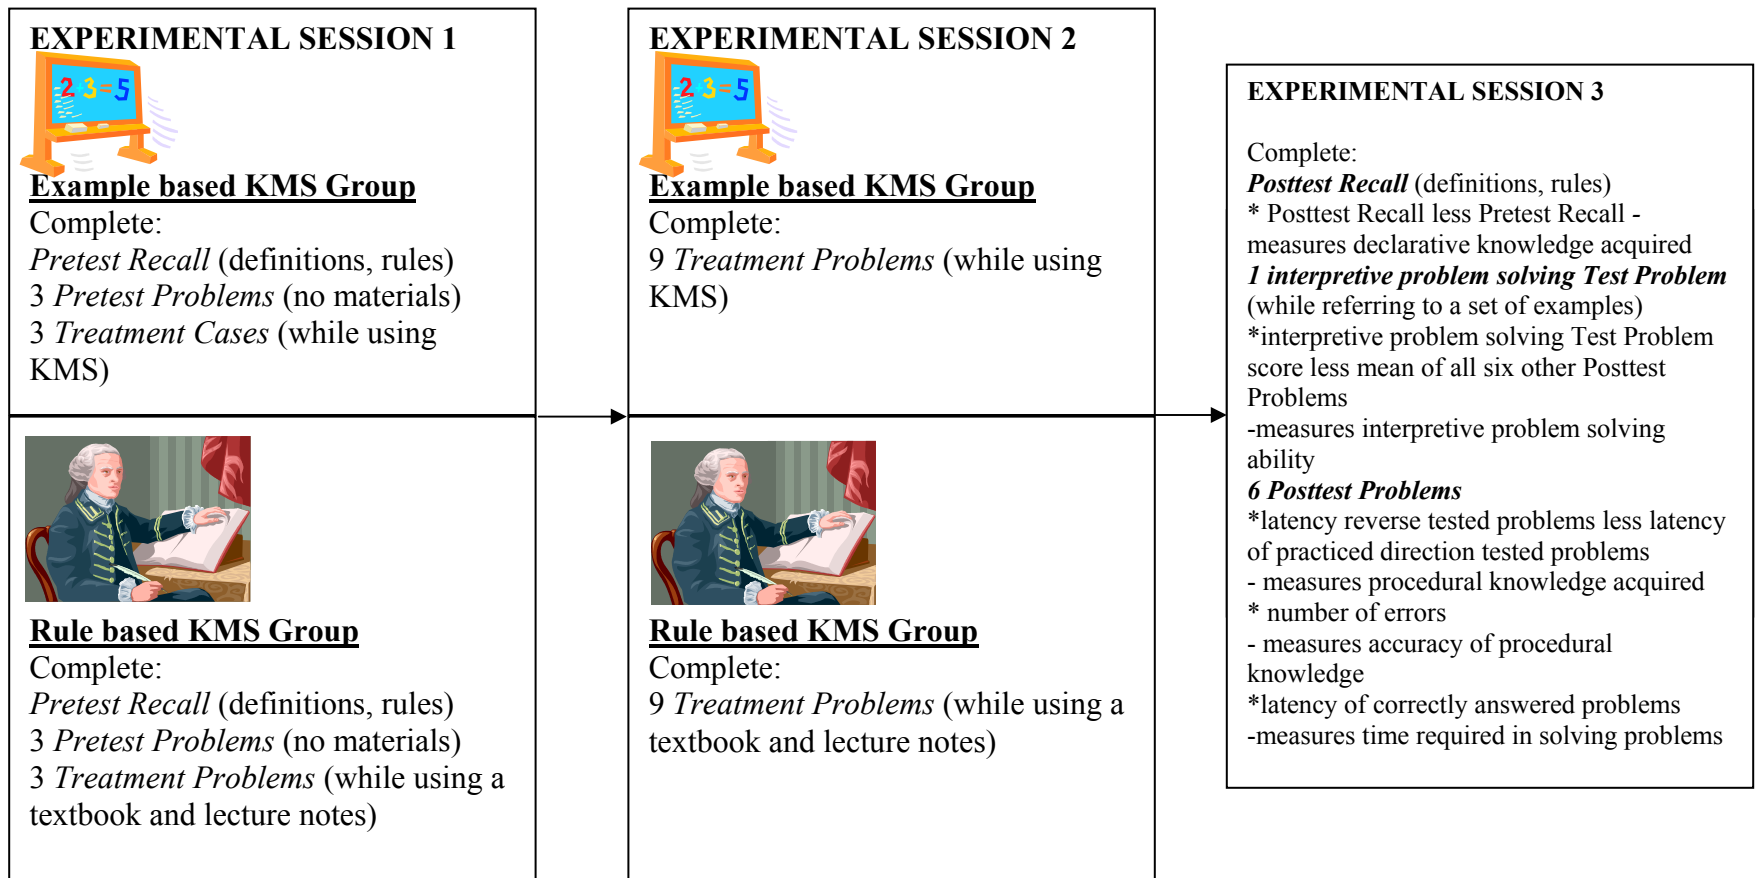 EXPERIMENTAL SESSION 1
2+3=5
Example based KMS Group
Complete:
Pretest Recall (definitions, rules)
3 Pretest Problems (no materials)
3 Treatment Cases (while using
KMS)
Rule based KMS Group
Complete:
Pretest Recall (definitions, rules)
3 Pretest Problems (no materials)
3 Treatment Problems (while using a
textbook and lecture notes)
EXPERIMENTAL SESSION 2
2+3=5
Example based KMS Group
Complete:
9 Treatment Problems (while using
KMS)
Rule based KMS Group
Complete:
9 Treatment Problems (while using a
textbook and lecture notes)
EXPERIMENTAL SESSION 3
Complete:
Posttest Recall (definitions, rules)
* Posttest Recall less Pretest Recall -
measures declarative knowledge acquired
1 interpretive problem solving Test Problem
(while referring to a set of examples)
*interpretive problem solving Test Problem
score less mean of all six other Posttest
Problems
-measures interpretive problem solving
ability
6 Posttest Problems
*latency reverse tested problems less latency
of practiced direction tested problems
- measures procedural knowledge acquired
* number of errors
- measures accuracy of procedural
knowledge
*latency of correctly answered problems
-measures time required in solving problems